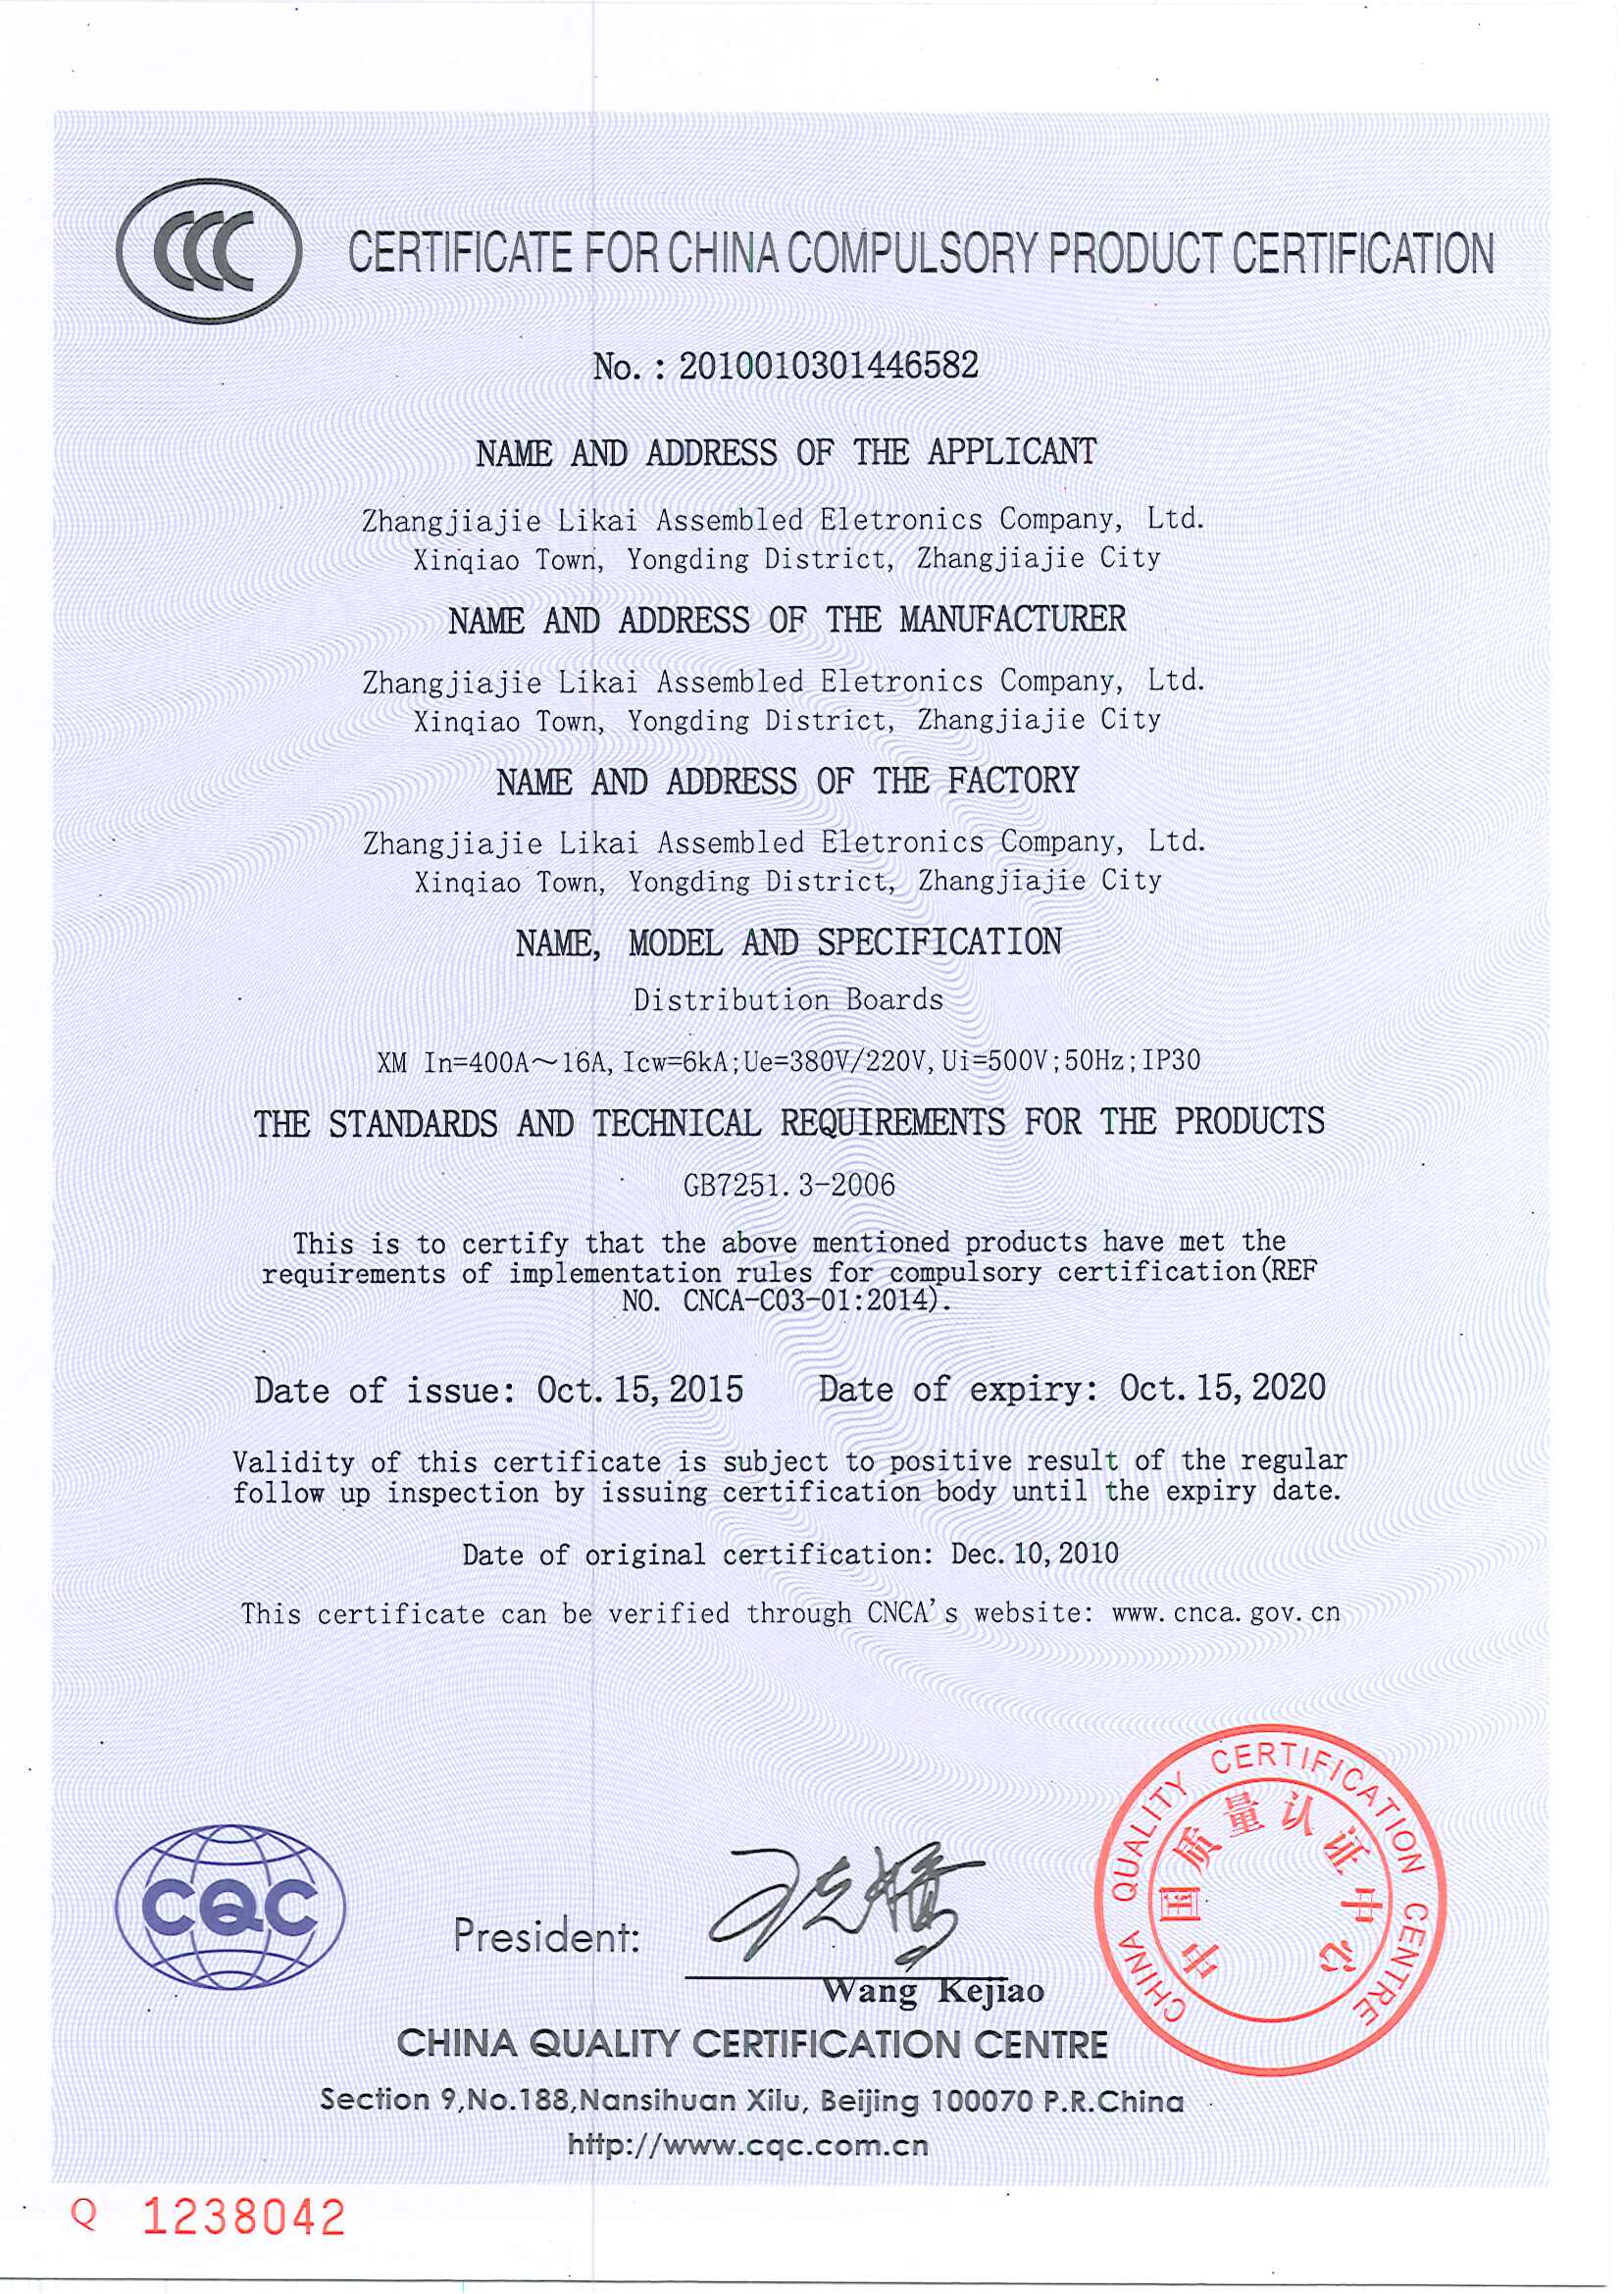 CCC
CERTIFICATE FOR CHINA COMPULSORY PRODUCT CERTIFICATION
No.: 2010010301446582
NAME AND ADDRESS OF THE APPLICANT
Zhangjiajie Likai Assembled Eletronics Company, Ltd.
Xinqiao Town, Yongding District, Zhangjiajie City
NAME AND ADDRESS OF THE MANUFACTURER
Zhangjiajie Likai Assembled Eletronics Company, Ltd.
Xinqiao Town, Yongding District, Zhangjiajie City
NAME AND ADDRESS OF THE FACTORY
Zhangjiajie Likai Assembled Eletronics Company, Ltd.
Xinqiao Town, Yongding District, Zhangjiajie City
NAME, MODEL AND SPECIFICATION
Distribution Boards
XM In=400A～16A, Icw=6kA;Ue=380V/220V, Ui=500V;50Hz;IP30
THE STANDARDS AND TECHNICAL REQUIREMENTS FOR THE PRODUCTS
GB7251.3-2006
This is to certify that the above mentioned products have met the
requirements of implementation rules for compulsory certification(REF
NO. CNCA-C03-01:2014).
Date of issue: Oct. 15, 2015 Date of expiry: Oct. 15, 2020
Validity of this certificate is subject to positive result of the regular
follow up inspection by issuing certification body until the expiry date.
Date of original certification: Dec. 10, 2010
This certificate can be verified through CNCA's website: www.cnca.gov.cn
CQC
President:
王克娇
Wang Kejiao
CHINA QUALITY CERTIFICATION CENTRE
中国质量认证中心
CHINA QUALITY CERTIFICATION CENTRE
Section 9,No.188,Nansihuan Xilu, Beijing 100070 P.R.China
http://www.cqc.com.cn
Q 1238042